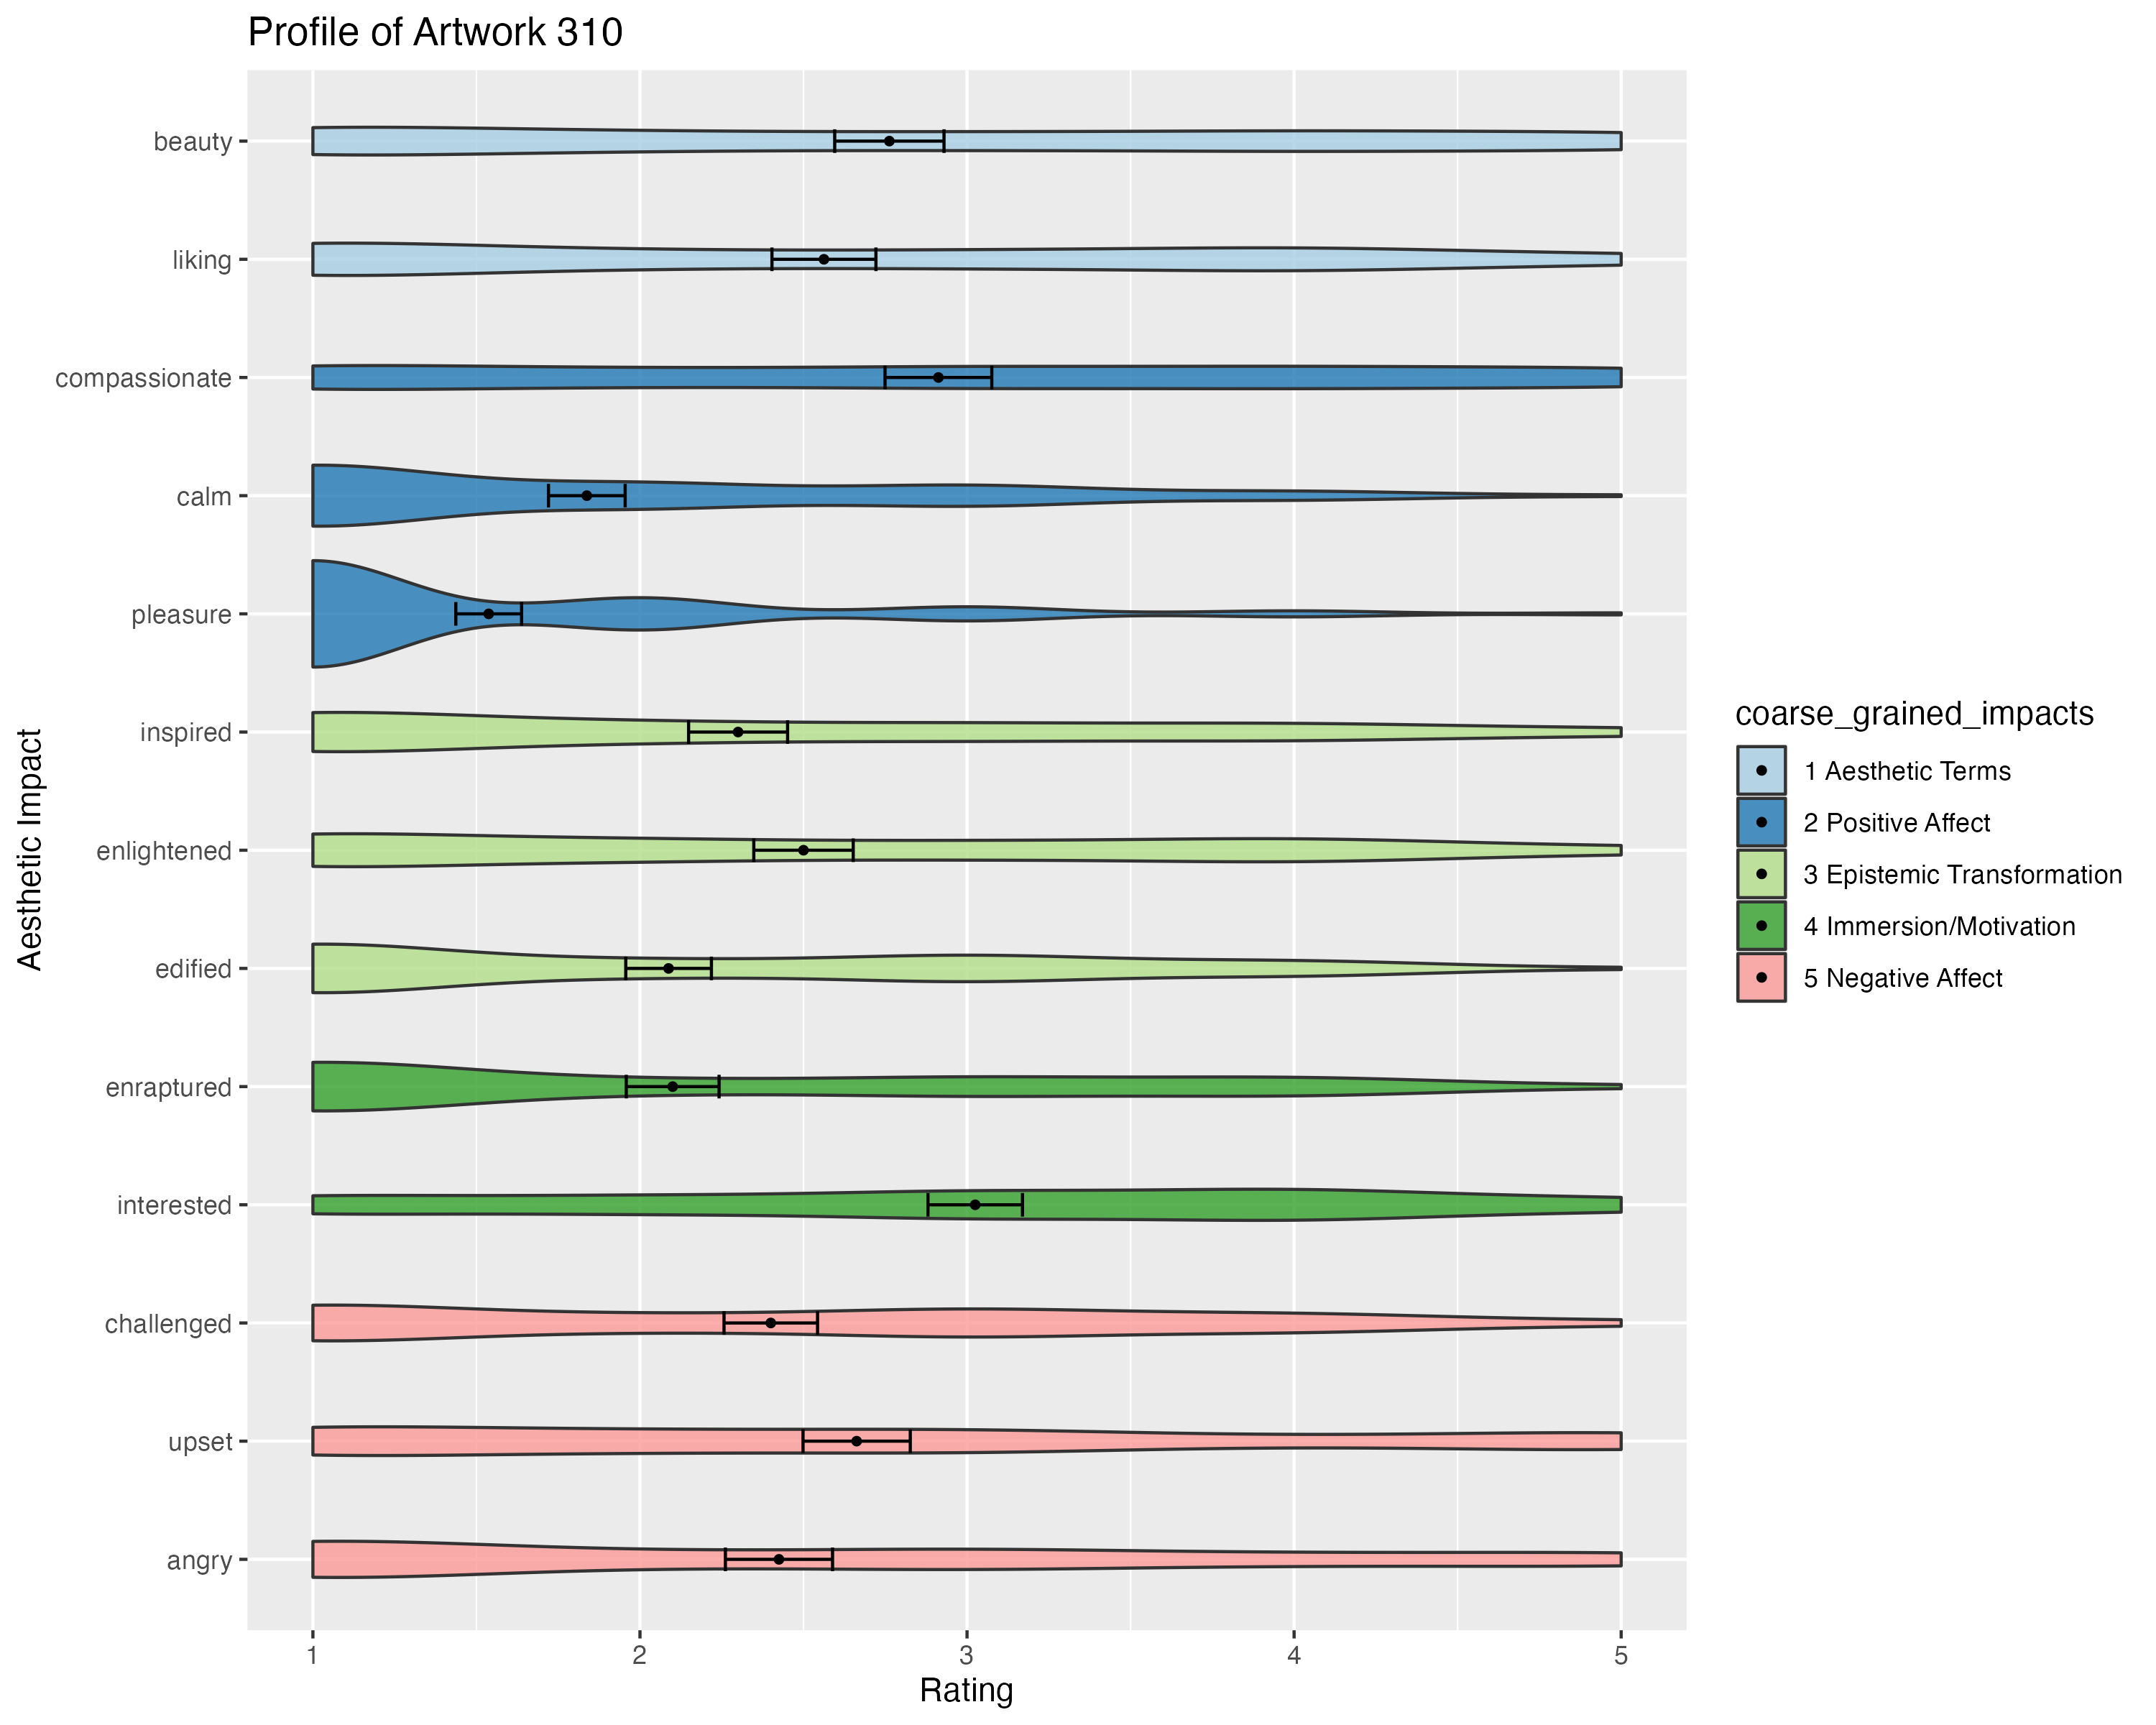 Profile of Artwork 310
beauty
liking
compassionate
calm
pleasure
inspired
enlightened
edified
enraptured
interested
challenged
upset
angry
Aesthetic Impact
1 2 3 4 5
Rating
coarse_grained_impacts
1 Aesthetic Terms
2 Positive Affect
3 Epistemic Transformation
4 Immersion/Motivation
5 Negative Affect